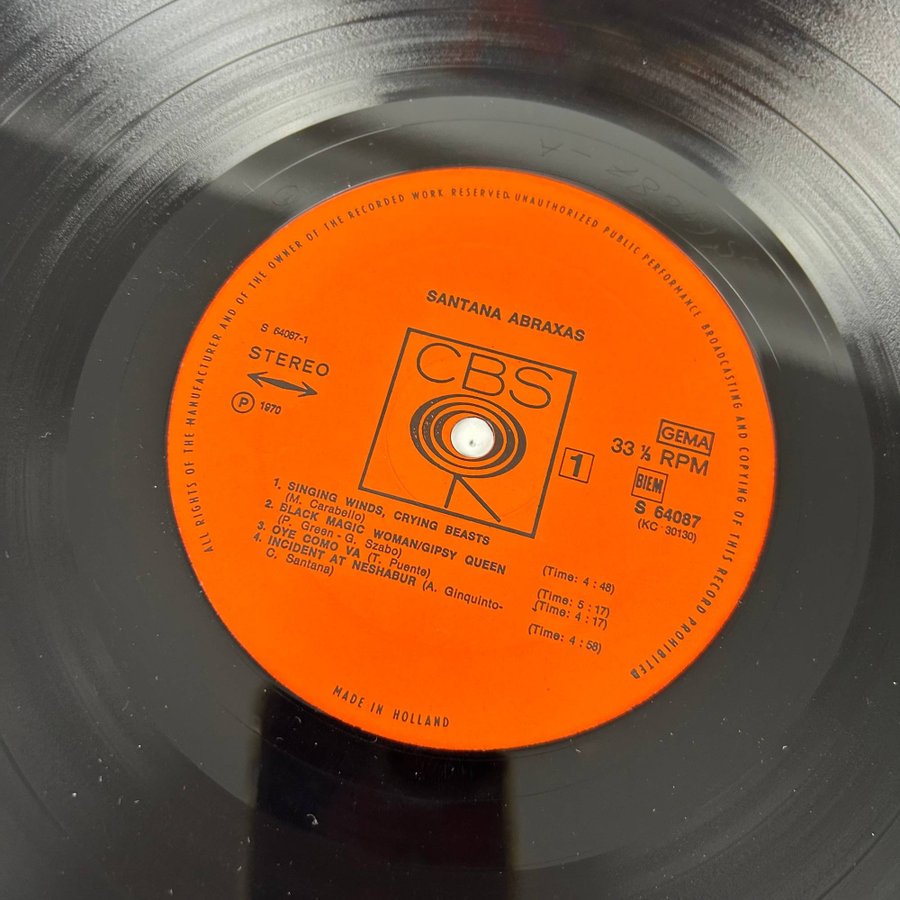 ALL RIGHTS OF THE MANUFACTURER AND OF THE OWNER OF THE RECORDED WORK RESERVED. UNAUTHORIZED PUBLIC PERFORMANCE BROADCASTING AND COPYING OF THIS RECORD PROHIBITED
SANTANA ABRAXAS
S 64087-1
STEREO
P 1970
CBS
1
GEMA
33 ⅓ RPM
BIEM
S 64087
(KC 30130)
1. SINGING WINDS, CRYING BEASTS
(M. Carabello) (Time: 4 : 48)
2. BLACK MAGIC WOMAN/GIPSY QUEEN
(P. Green - G. Szabo) (Time: 5 : 17)
3. OYE COMO VA (T. Puente) (Time: 4 : 17)
4. INCIDENT AT NESHABUR (A. Ginquinto-
C. Santana) (Time: 4 : 58)
MADE IN HOLLAND